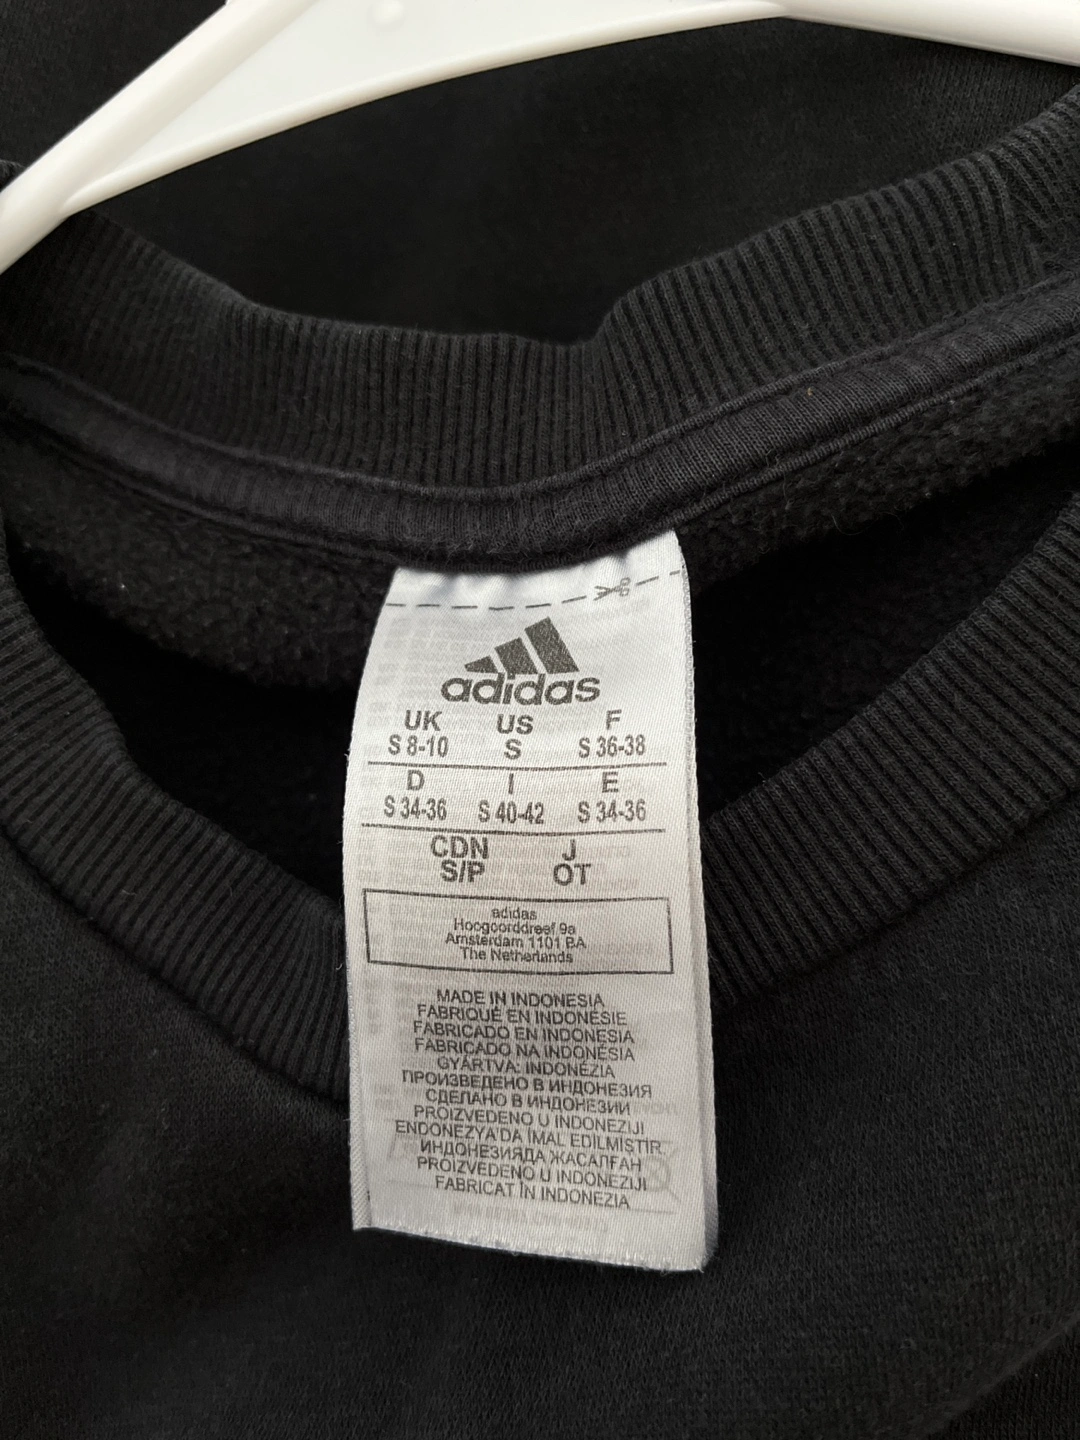 adidas
UK US F
S 8-10 S S 36-38
D I E
S 34-36 S 40-42 S 34-36
CDN J
S/P OT
adidas
Hoogoorddreef 9a
Amsterdam 1101 BA
The Netherlands
MADE IN INDONESIA
FABRIQUÉ EN INDONÉSIE
FABRICADO EN INDONESIA
FABRICADO NA INDONÉSIA
GYÁRTVA: INDONÉZIA
ПРОИЗВЕДЕНО В ИНДОНЕЗИЯ
СДЕЛАНО В ИНДОНЕЗИИ
PROIZVEDENO U INDONEZIJI
ENDONEZYA'DA İMAL EDİLMİŞTİR.
ИНДОНЕЗИЯДА ЖАСАЛҒАН
PROIZVEDENO U INDONEZIJI
FABRICAT ÎN INDONEZIA